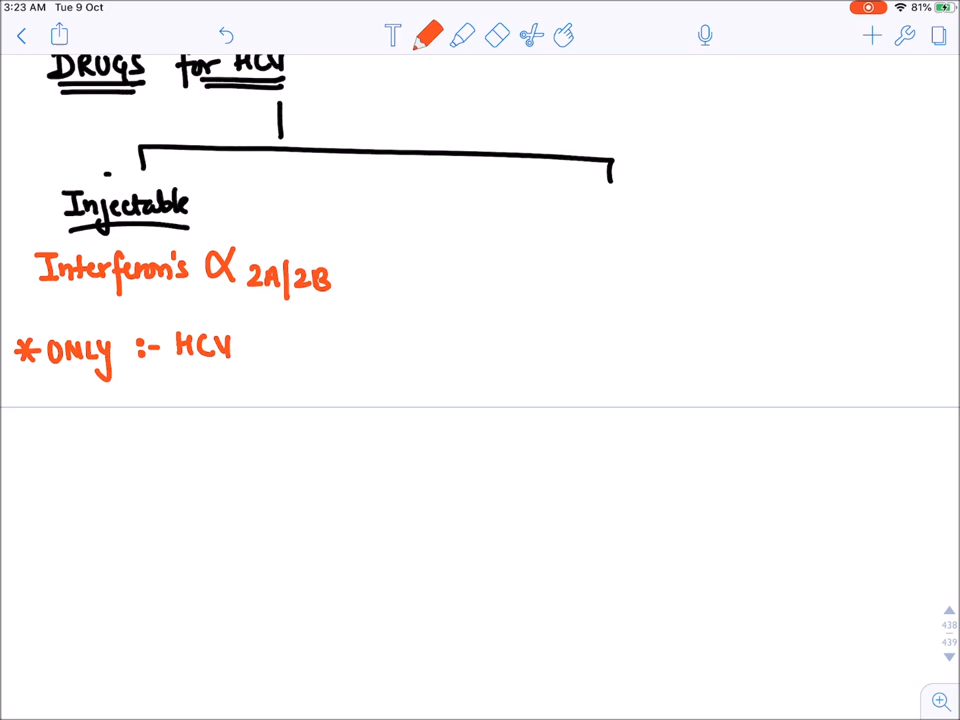 3:23 AM Tue 9 Oct
81%
T
DRUGS for HCV
Injectable
Interferon's α 2A/2B
*ONLY :- HCV
438
439